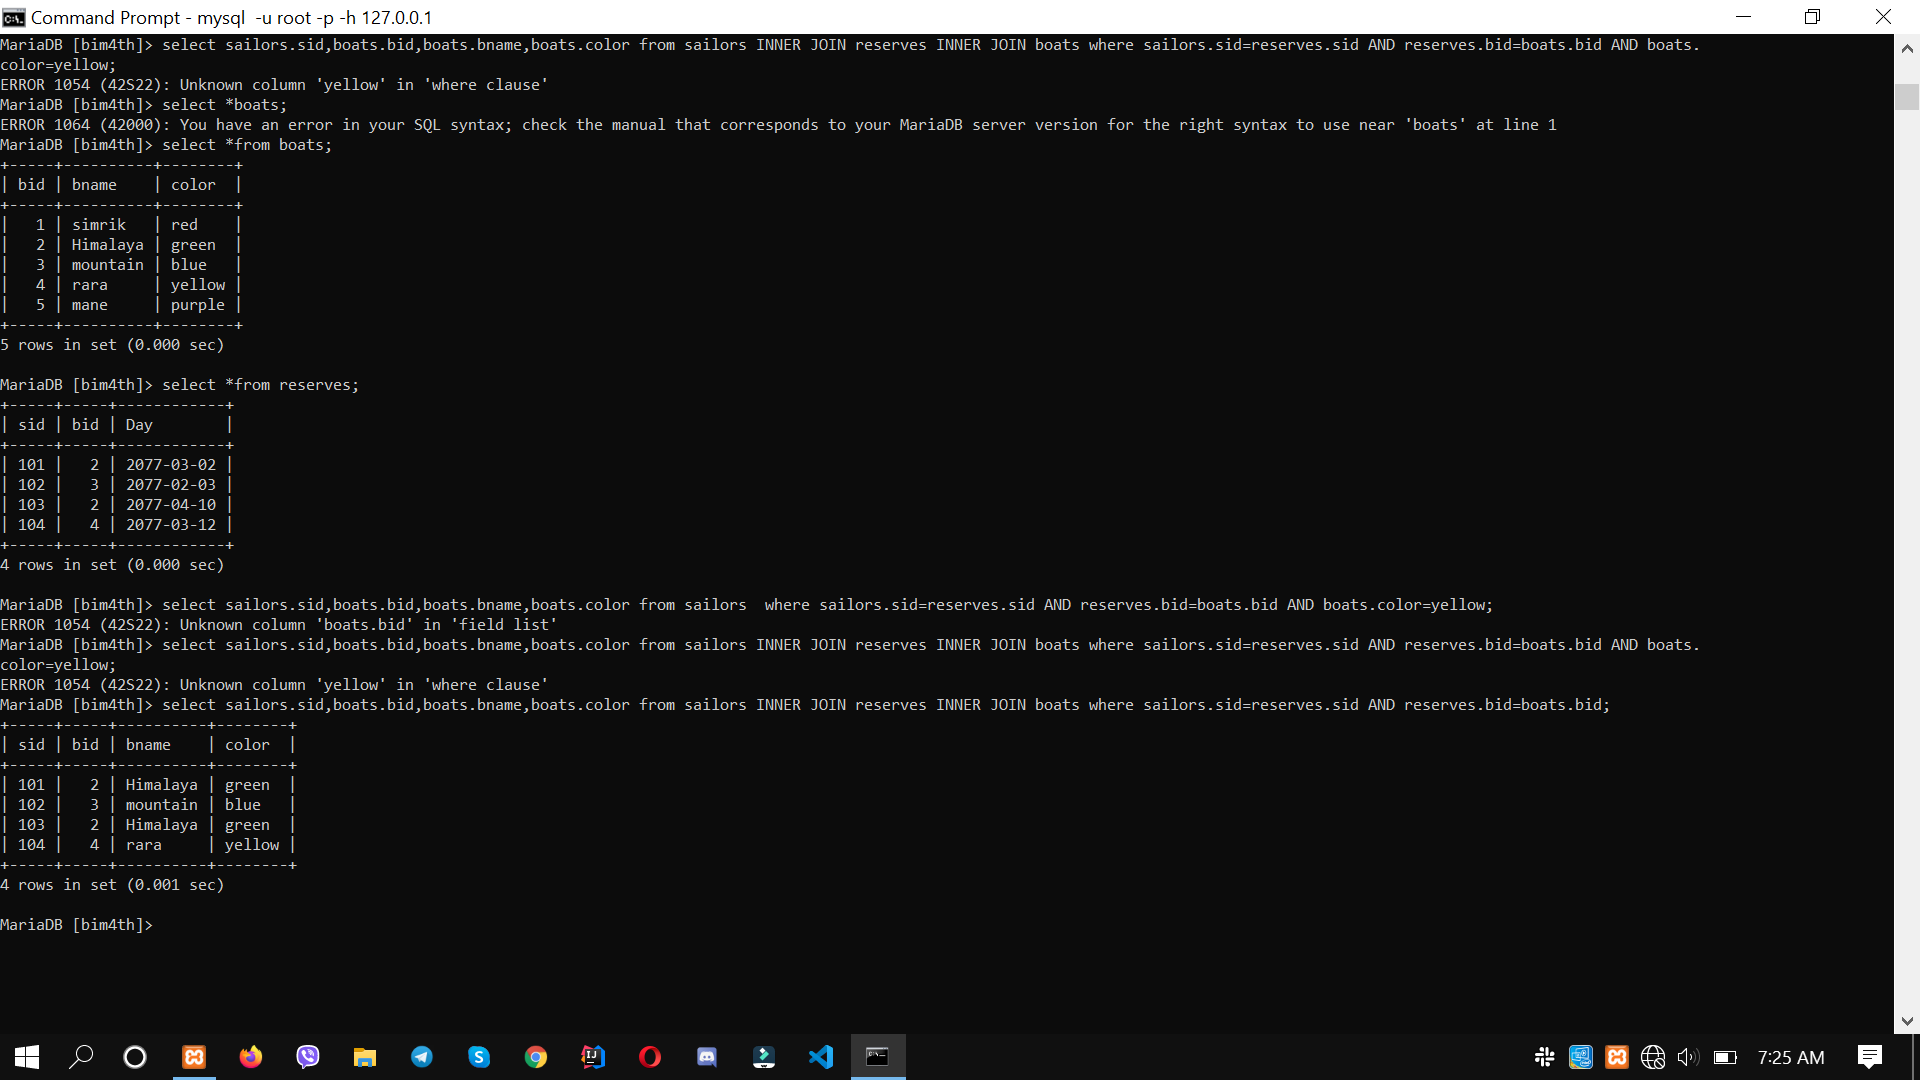 Command Prompt - mysql  -u root -p -h 127.0.0.1
MariaDB [bim4th]> select sailors.sid,boats.bid,boats.bname,boats.color from sailors INNER JOIN reserves INNER JOIN boats where sailors.sid=reserves.sid AND reserves.bid=boats.bid AND boats.
color=yellow;
ERROR 1054 (42S22): Unknown column 'yellow' in 'where clause'
MariaDB [bim4th]> select *boats;
ERROR 1064 (42000): You have an error in your SQL syntax; check the manual that corresponds to your MariaDB server version for the right syntax to use near 'boats' at line 1
MariaDB [bim4th]> select *from boats;
+-----+----------+--------+
| bid | bname    | color  |
+-----+----------+--------+
|   1 | simrik   | red    |
|   2 | Himalaya | green  |
|   3 | mountain | blue   |
|   4 | rara     | yellow |
|   5 | mane     | purple |
+-----+----------+--------+
5 rows in set (0.000 sec)

MariaDB [bim4th]> select *from reserves;
+-----+-----+------------+
| sid | bid | Day        |
+-----+-----+------------+
| 101 |   2 | 2077-03-02 |
| 102 |   3 | 2077-02-03 |
| 103 |   2 | 2077-04-10 |
| 104 |   4 | 2077-03-12 |
+-----+-----+------------+
4 rows in set (0.000 sec)

MariaDB [bim4th]> select sailors.sid,boats.bid,boats.bname,boats.color from sailors  where sailors.sid=reserves.sid AND reserves.bid=boats.bid AND boats.color=yellow;
ERROR 1054 (42S22): Unknown column 'boats.bid' in 'field list'
MariaDB [bim4th]> select sailors.sid,boats.bid,boats.bname,boats.color from sailors INNER JOIN reserves INNER JOIN boats where sailors.sid=reserves.sid AND reserves.bid=boats.bid AND boats.
color=yellow;
ERROR 1054 (42S22): Unknown column 'yellow' in 'where clause'
MariaDB [bim4th]> select sailors.sid,boats.bid,boats.bname,boats.color from sailors INNER JOIN reserves INNER JOIN boats where sailors.sid=reserves.sid AND reserves.bid=boats.bid;
+-----+-----+----------+--------+
| sid | bid | bname    | color  |
+-----+-----+----------+--------+
| 101 |   2 | Himalaya | green  |
| 102 |   3 | mountain | blue   |
| 103 |   2 | Himalaya | green  |
| 104 |   4 | rara     | yellow |
+-----+-----+----------+--------+
4 rows in set (0.001 sec)

MariaDB [bim4th]>
7:25 AM